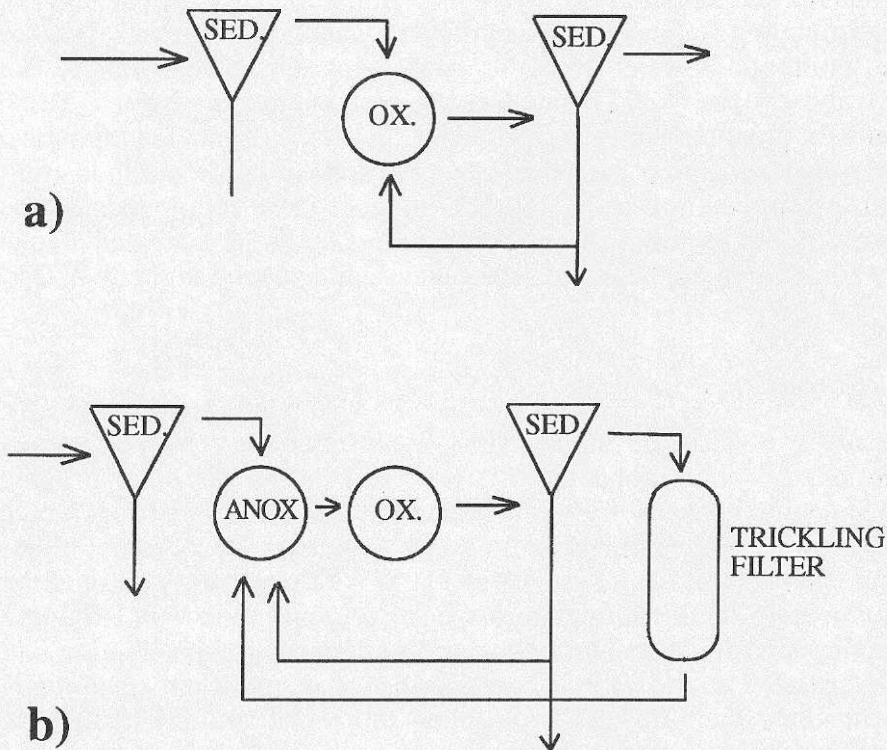 SED.
SED.
OX.
a)
SED.
SED
ANOX
OX.
TRICKLING
FILTER
b)